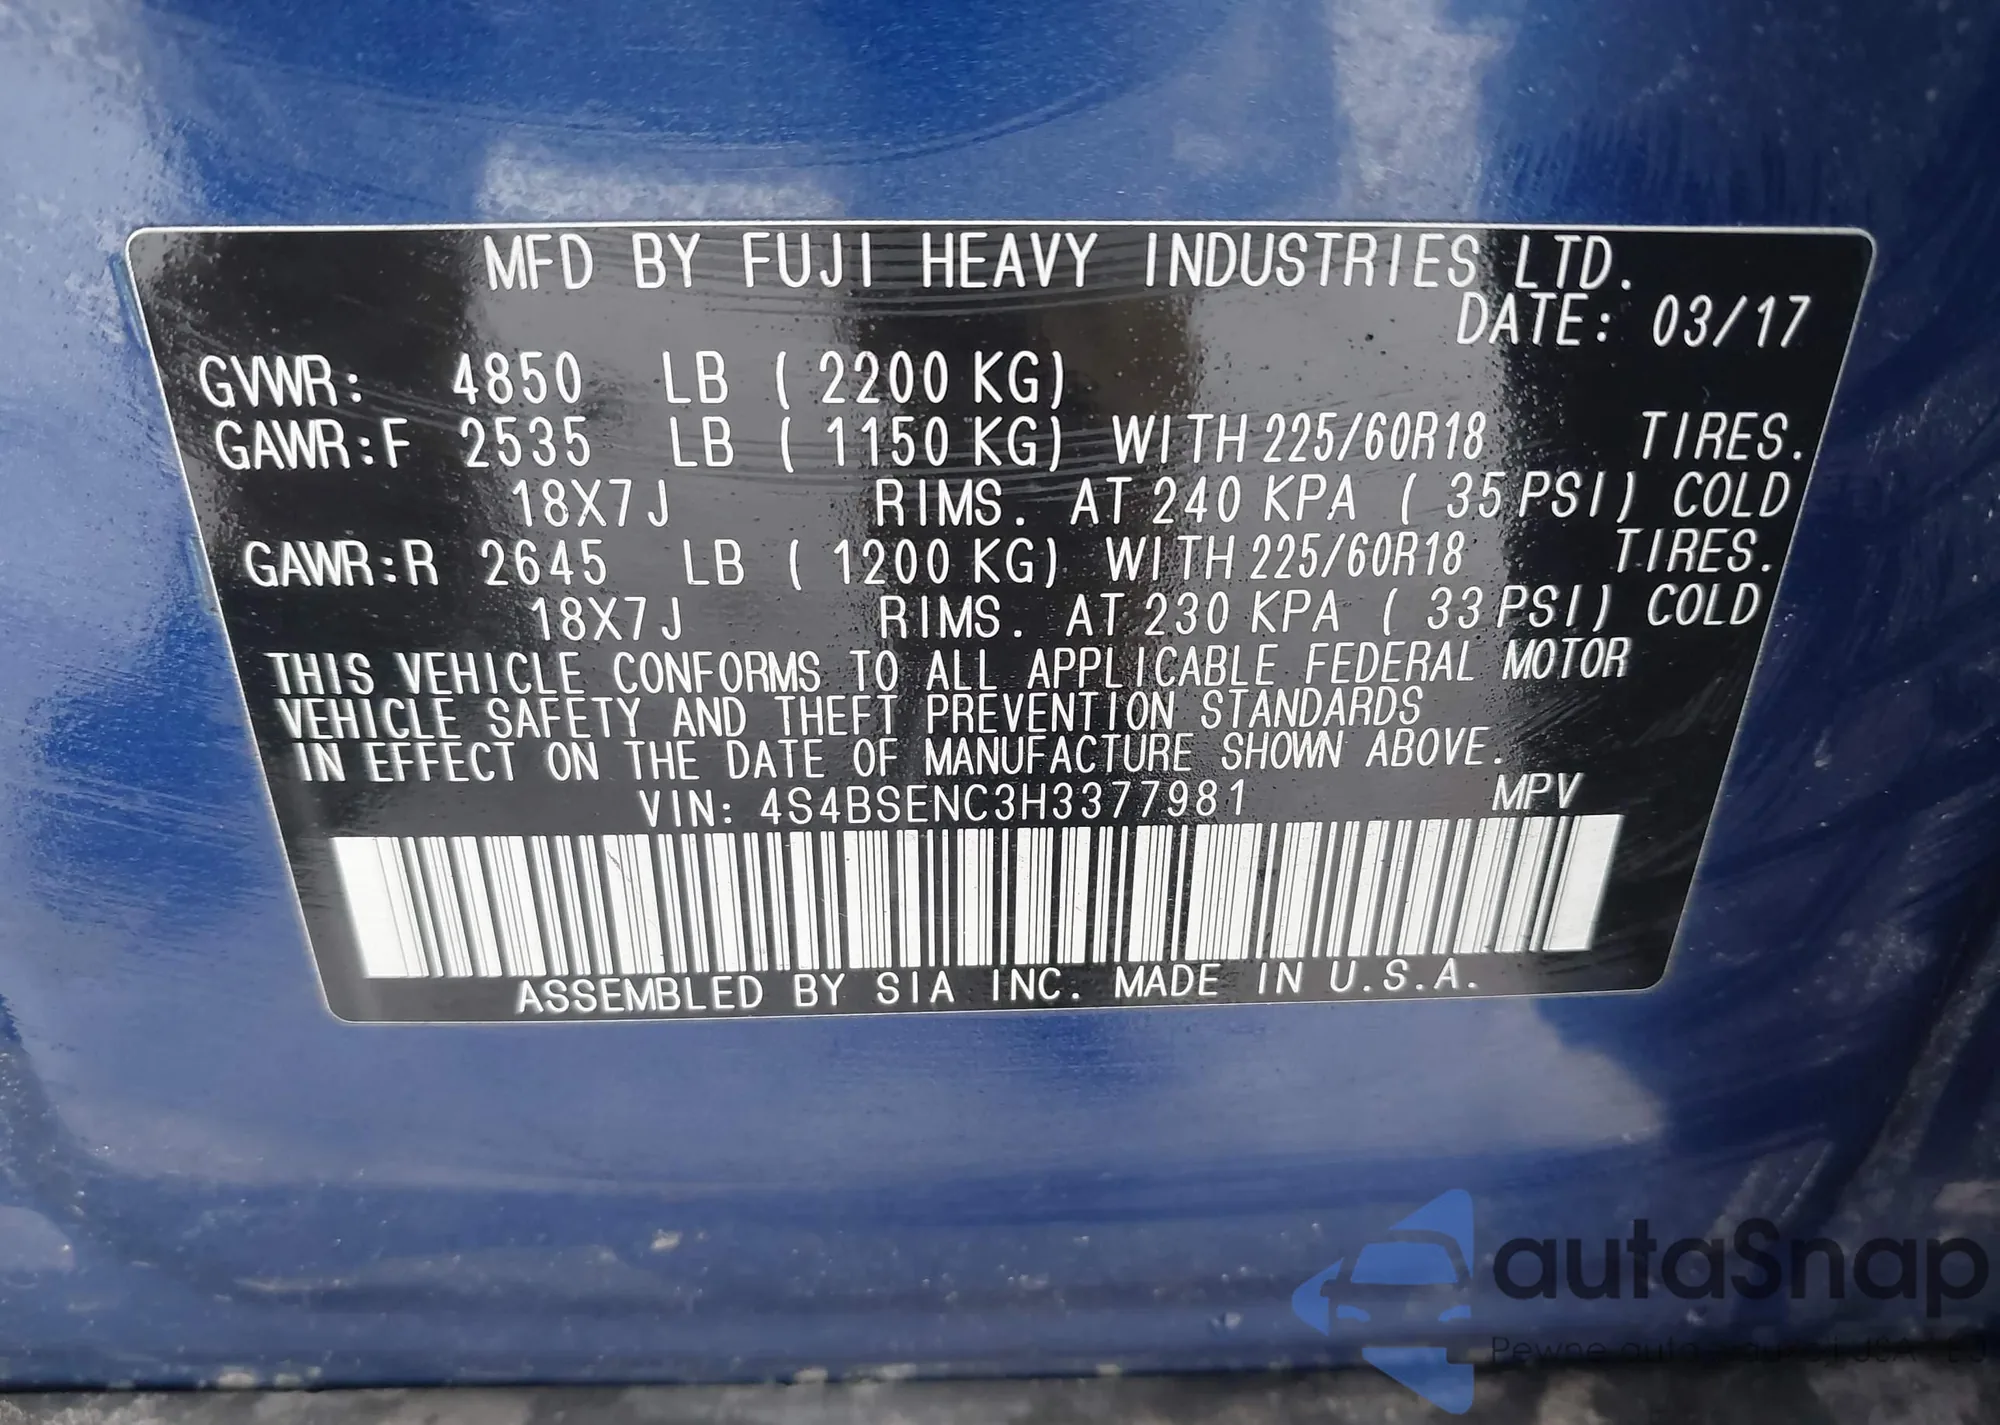 MFD BY FUJI HEAVY INDUSTRIES LTD.
DATE: 03/17
GVWR: 4850 LB (2200 KG)
GAWR:F 2535 LB (1150 KG) WITH 225/60R18 TIRES.
18X7J RIMS. AT 240 KPA (35 PSI) COLD
GAWR:R 2645 LB (1200 KG) WITH 225/60R18 TIRES.
18X7J RIMS. AT 230 KPA (33 PSI) COLD
THIS VEHICLE CONFORMS TO ALL APPLICABLE FEDERAL MOTOR
VEHICLE SAFETY AND THEFT PREVENTION STANDARDS
IN EFFECT ON THE DATE OF MANUFACTURE SHOWN ABOVE.
VIN: 4S4BSENC3H3377981 MPV
ASSEMBLED BY SIA INC. MADE IN U.S.A.
autaSnap
Pewne auta z USA